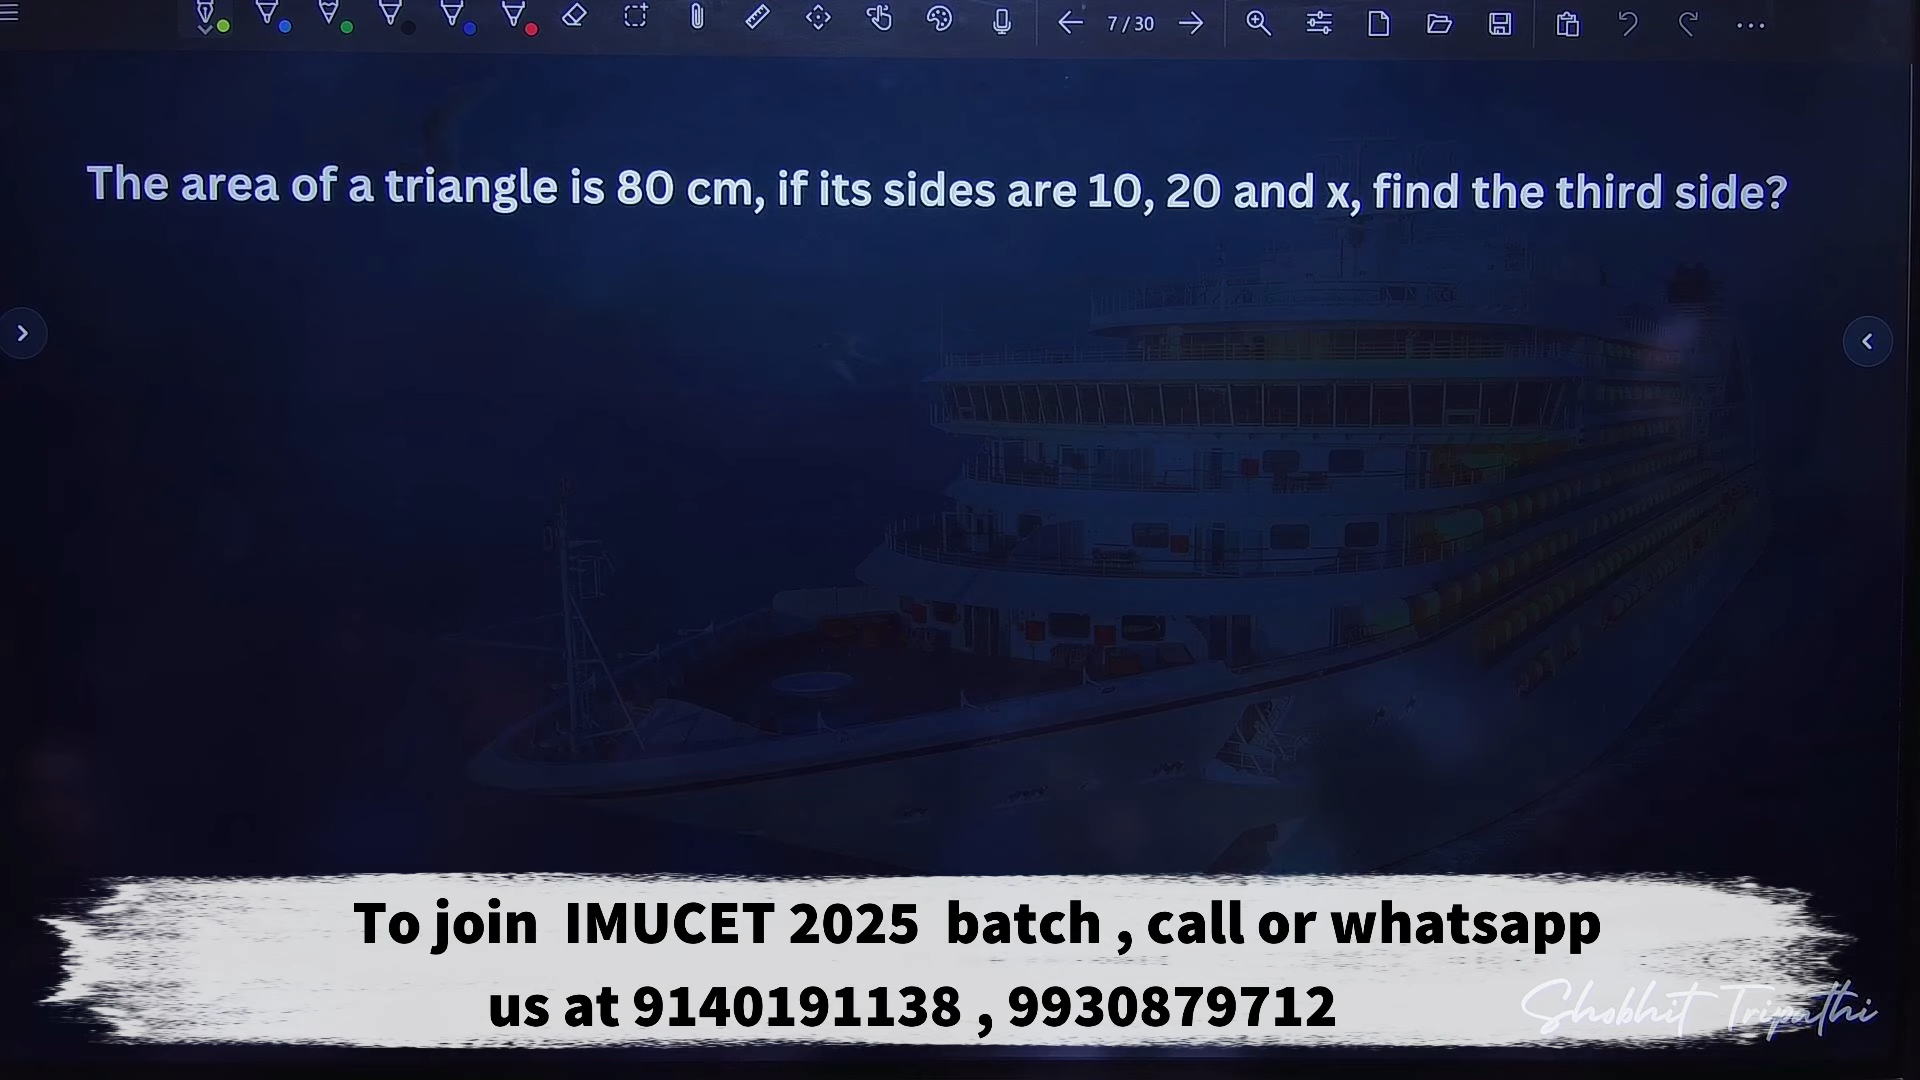 7 / 30
The area of a triangle is 80 cm, if its sides are 10, 20 and x, find the third side?
To join IMUCET 2025 batch , call or whatsapp
us at 9140191138 , 9930879712
Shobhit Tripathi